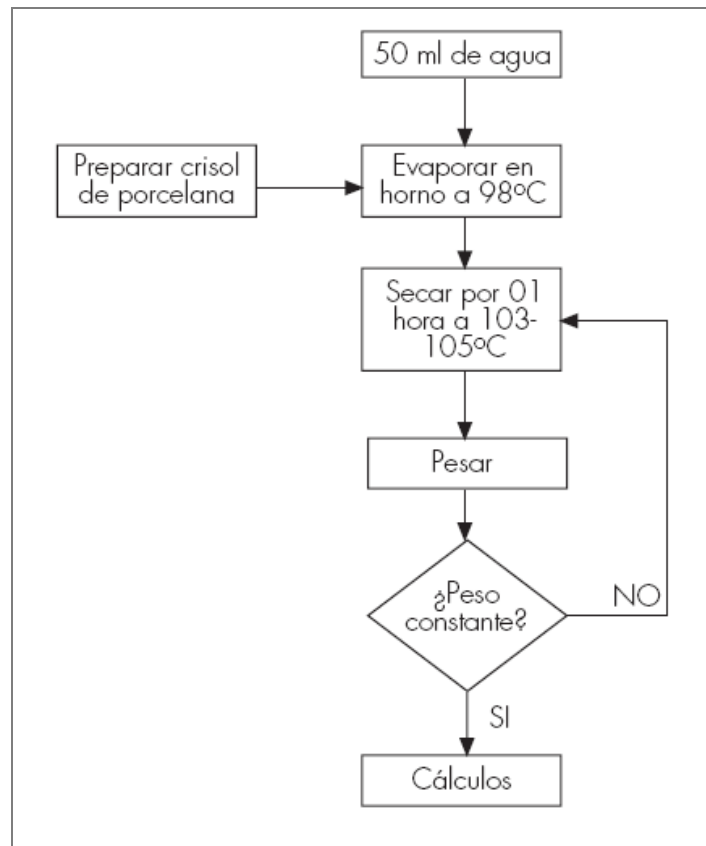 50 ml de agua
Preparar crisol
de porcelana
Evaporar en
horno a 98ºC
Secar por 01
hora a 103-
105ºC
Pesar
¿Peso
constante?
NO
SI
Cálculos